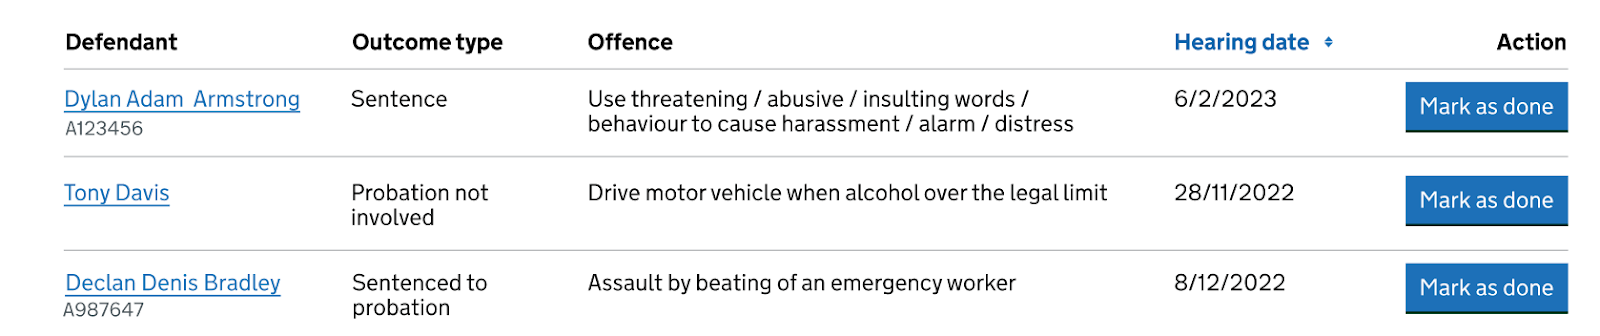 Defendant Outcome type Offence Hearing date Action
Dylan Adam Armstrong Sentence Use threatening / abusive / insulting words / 6/2/2023 Mark as done
A123456 behaviour to cause harassment / alarm / distress
Tony Davis Probation not Drive motor vehicle when alcohol over the legal limit 28/11/2022 Mark as done
involved
Declan Denis Bradley Sentenced to Assault by beating of an emergency worker 8/12/2022 Mark as done
A987647 probation